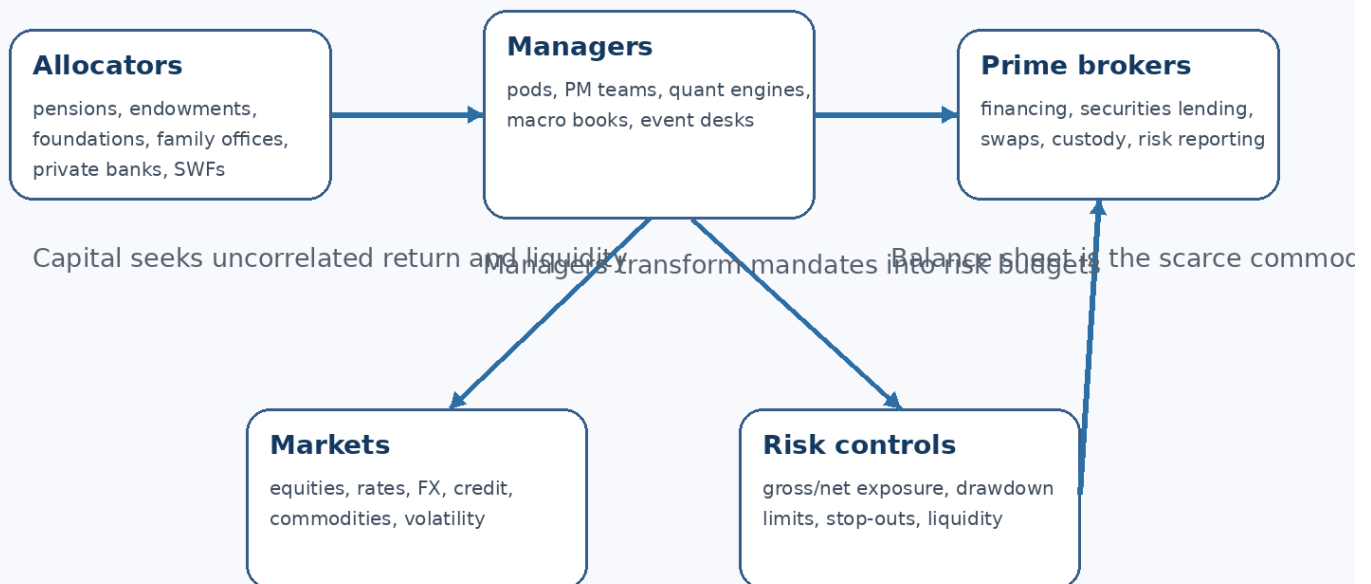 Allocators
pensions, endowments,
foundations, family offices,
private banks, SWFs
Managers
pods, PM teams, quant engines,
macro books, event desks
Prime brokers
financing, securities lending,
swaps, custody, risk reporting
Capital seeks uncorrelated return and liquidity
Managers transform mandates into risk budgets
Balance sheet is the scarce commod
Markets
equities, rates, FX, credit,
commodities, volatility
Risk controls
gross/net exposure, drawdown
limits, stop-outs, liquidity